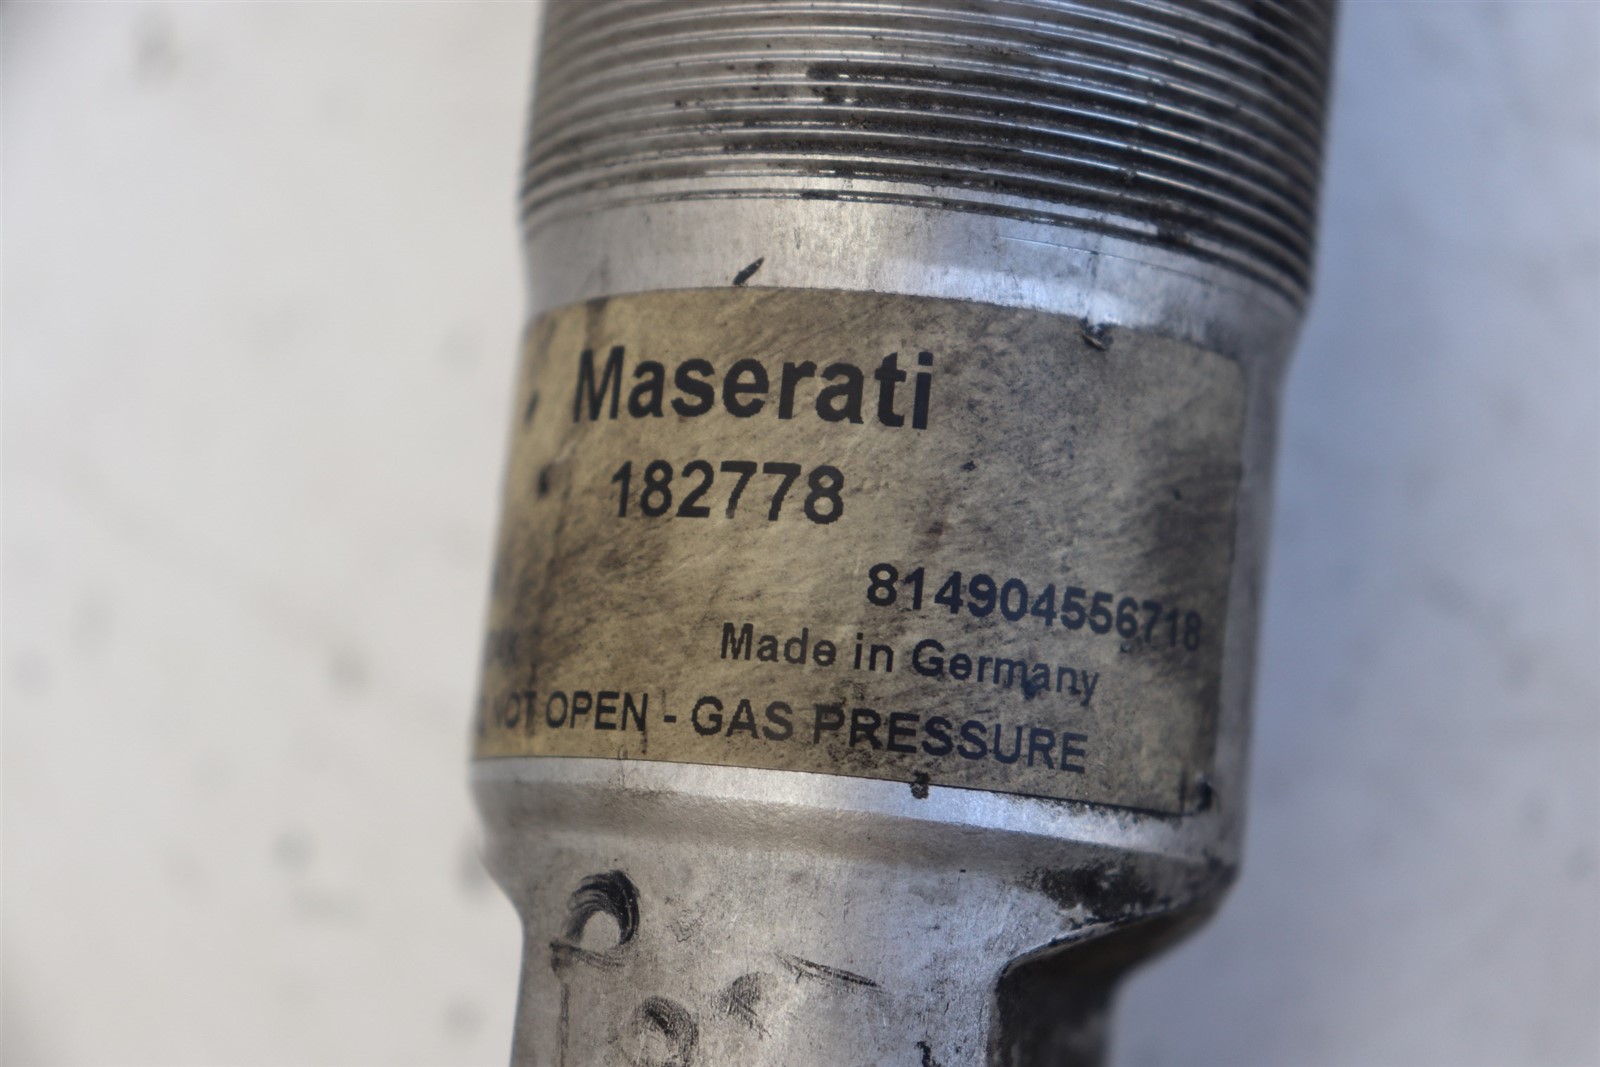 Maserati
182778
814904556718
Made in Germany
NOT OPEN - GAS PRESSURE